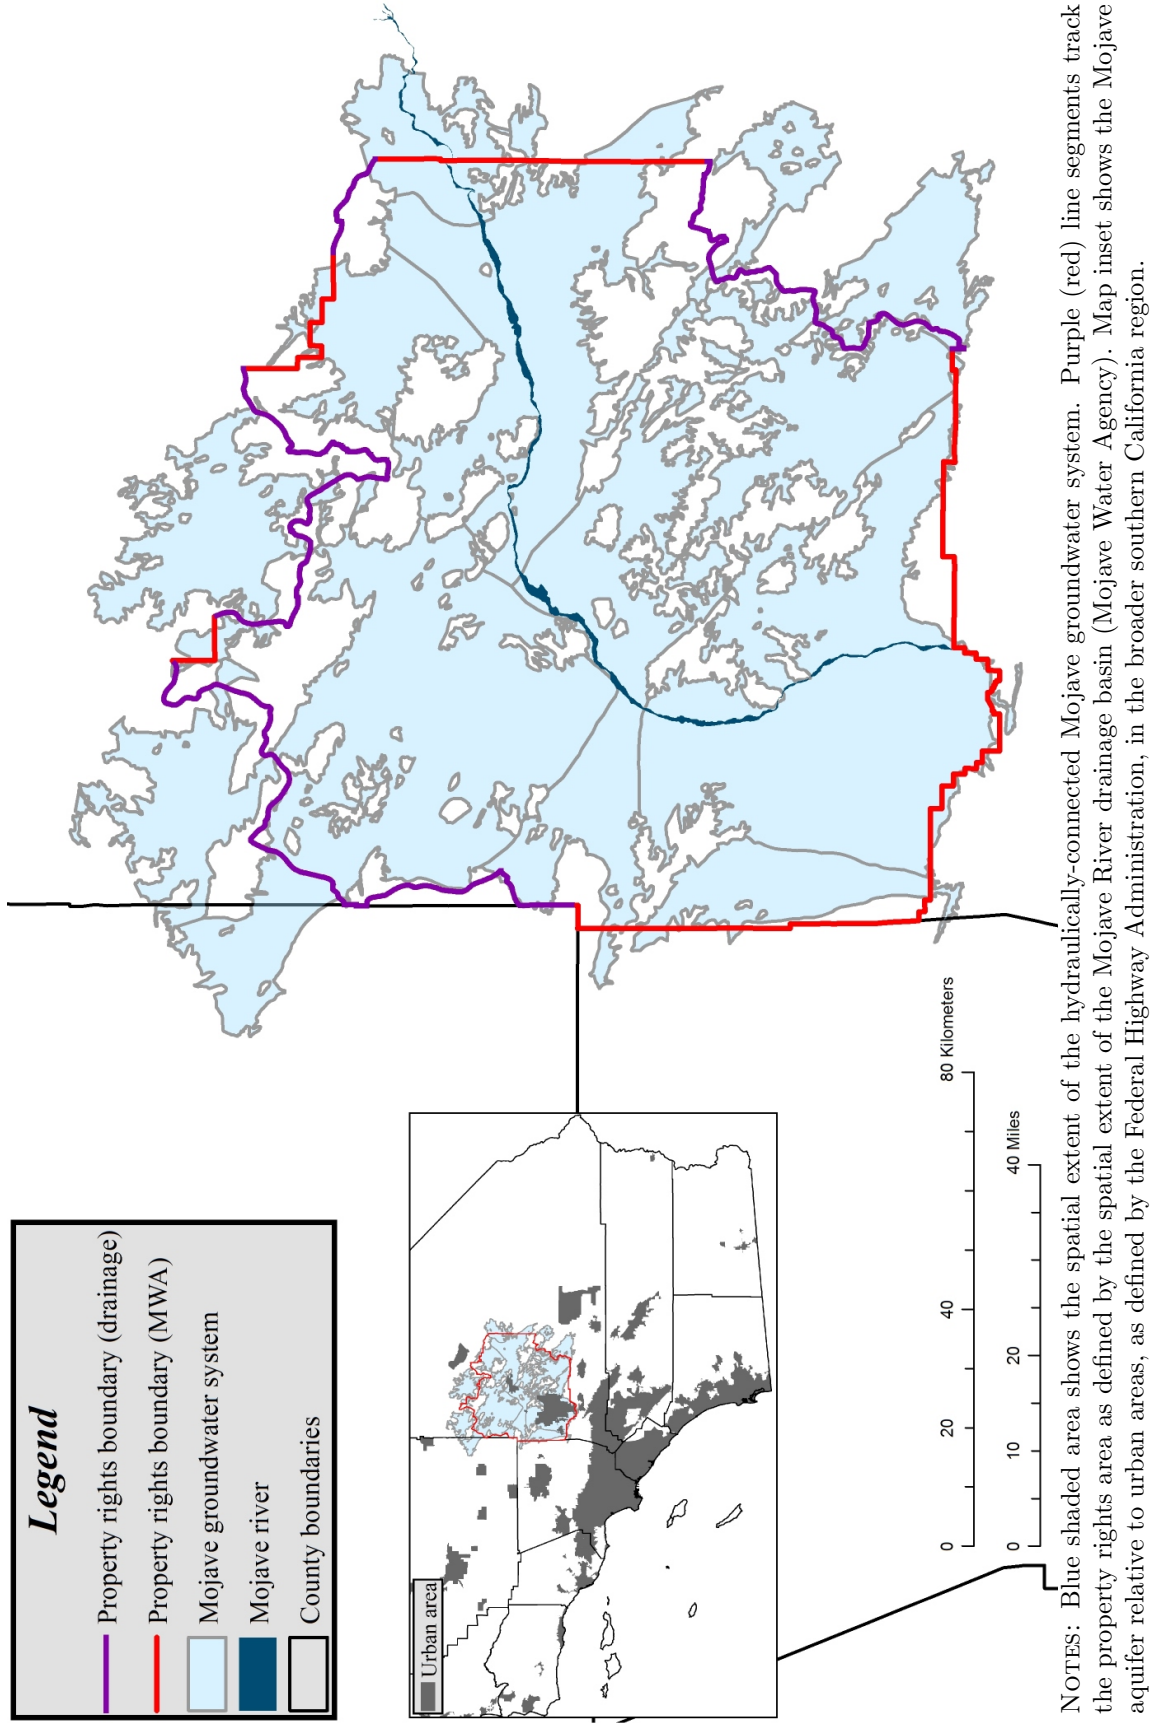 Legend
Property rights boundary (drainage)
Property rights boundary (MWA)
Mojave groundwater system
Mojave river
County boundaries
Urban area
0 20 40 80 Kilometers
0 10 20 40 Miles
NOTES: Blue shaded area shows the spatial extent of the hydraulically-connected Mojave groundwater system. Purple (red) line segments track
the property rights area as defined by the spatial extent of the Mojave River drainage basin (Mojave Water Agency). Map inset shows the Mojave
aquifer relative to urban areas, as defined by the Federal Highway Administration, in the broader southern California region.